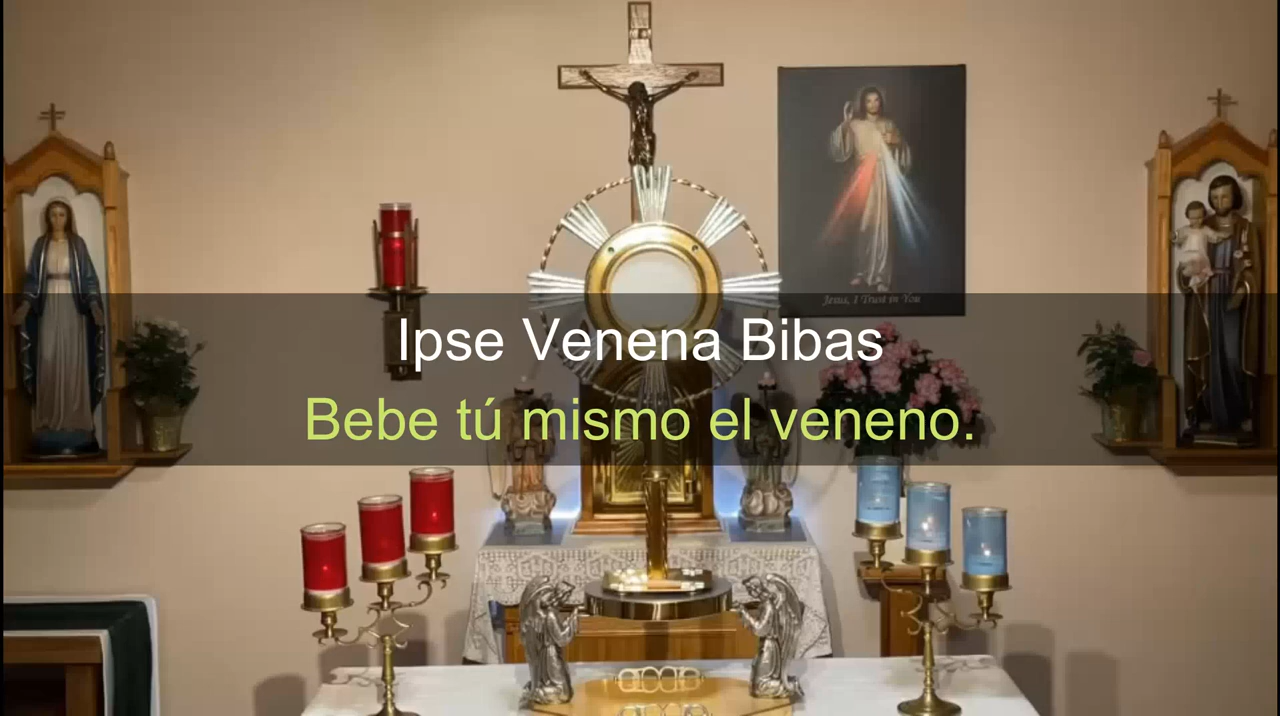 Jesus, I Trust in You
Ipse Venena Bibas
Bebe tú mismo el veneno.